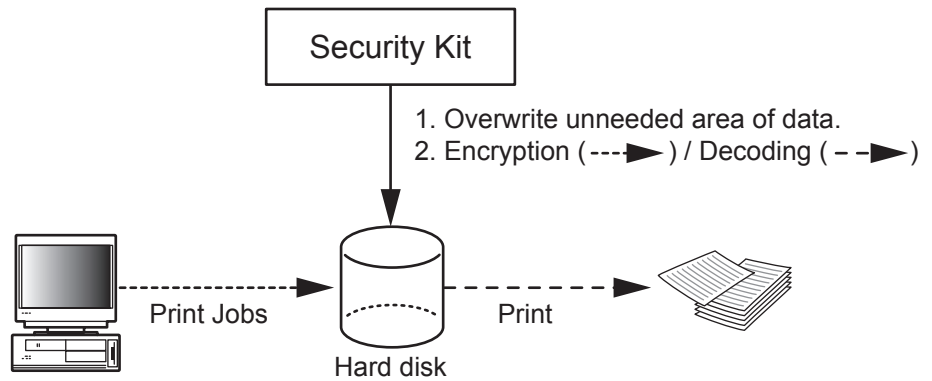 Security Kit
1. Overwrite unneeded area of data.
2. Encryption ( ----► ) / Decoding ( – –► )
Print Jobs
Print
Hard disk